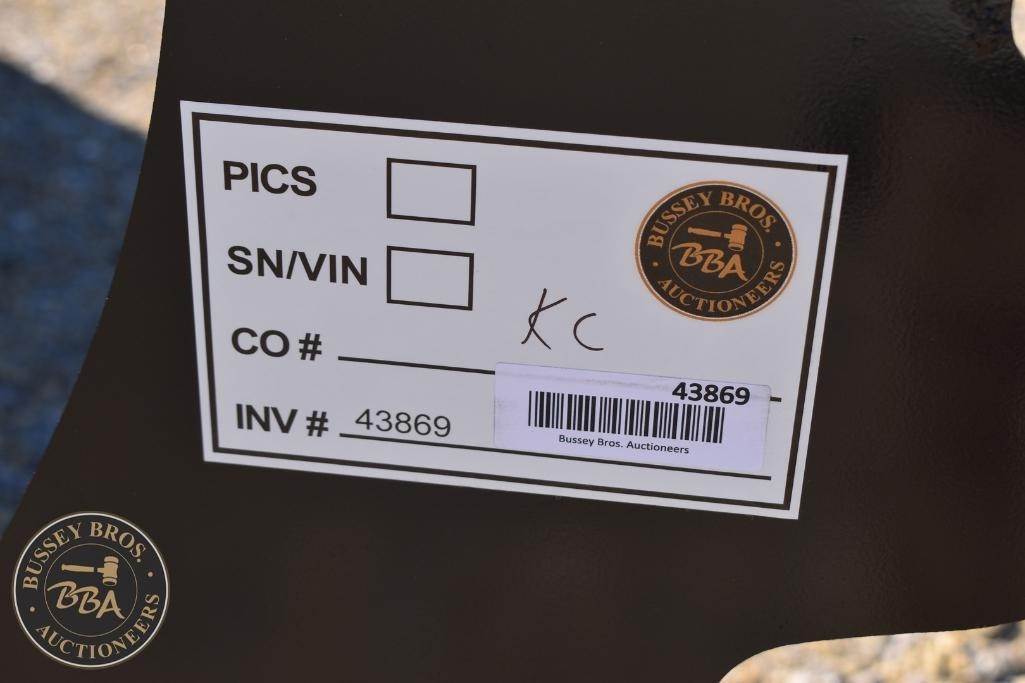 PICS
SN/VIN
BUSSEY BROS.
BBA
AUCTIONEERS
KC
CO #
INV # 43869
43869
Bussey Bros. Auctioneers
BUSSEY BROS.
BBA
AUCTIONEERS